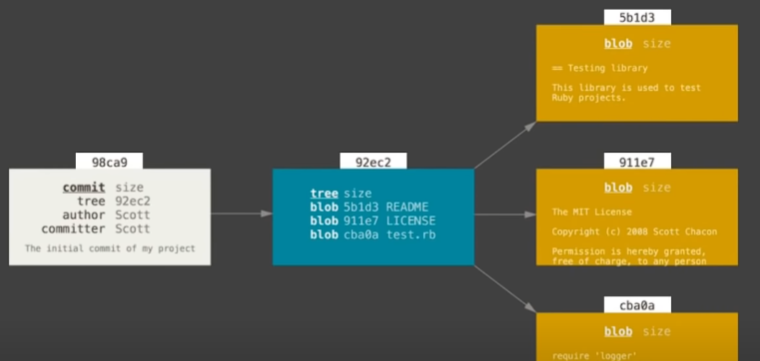 98ca9
commit size
tree 92ec2
author Scott
committer Scott
The initial commit of my project
92ec2
tree size
blob 5b1d3 README
blob 911e7 LICENSE
blob cba0a test.rb
5b1d3
blob size
== Testing library
This library is used to test
Ruby projects.
911e7
blob size
The MIT License
Copyright (c) 2008 Scott Chacon
Permission is hereby granted,
free of charge, to any person
cba0a
blob size
require 'logger'